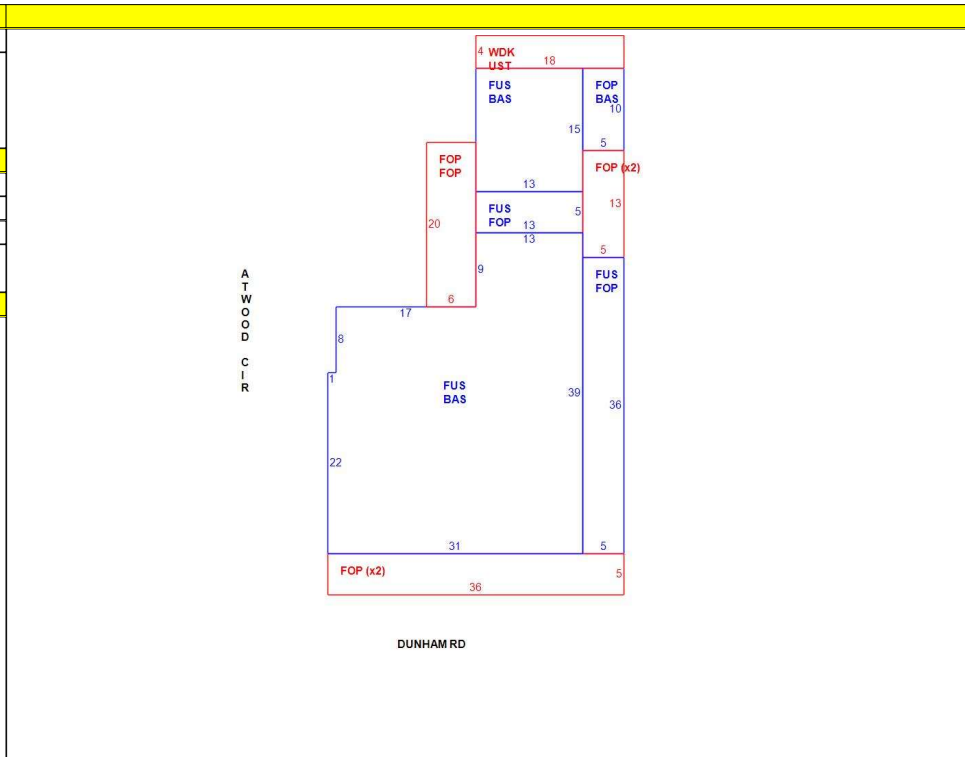 4 WDK
UST 18
FUS
BAS
FOP
BAS
10
15
5
FOP
FOP
FOP (x2)
13
13
20
FUS
FOP
5
13
13
5
9
FUS
FOP
6
17
8
1
A
T
W
O
O
D
C
I
R
FUS
BAS
39
36
22
31
5
FOP (x2)
5
36
DUNHAM RD